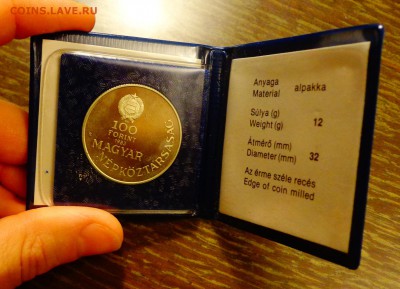 COINS.LAVE.RU
100
FORINT
MAGYAR
NÉPKÖZTÁRSASÁG
Anyaga
Material alpakka
Súlya (g)
Weight (g) 12
Átmérő (mm)
Diameter (mm) 32
Az érme széle recés
Edge of coin milled